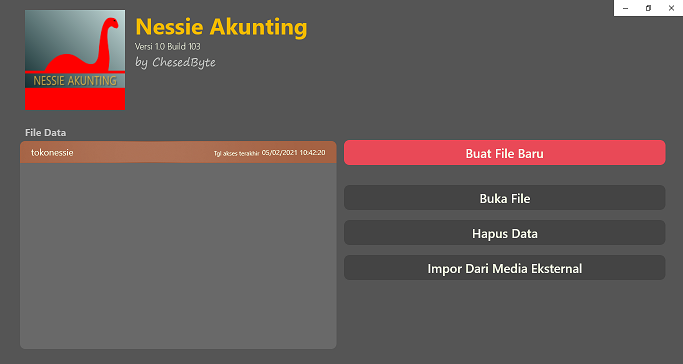 Nessie Akunting
Versi 1.0 Build 103
by ChesedByte
NESSIE AKUNTING
File Data
tokonessie Tgl akses terakhir 05/02/2021 10:42:20
Buat File Baru
Buka File
Hapus Data
Impor Dari Media Eksternal